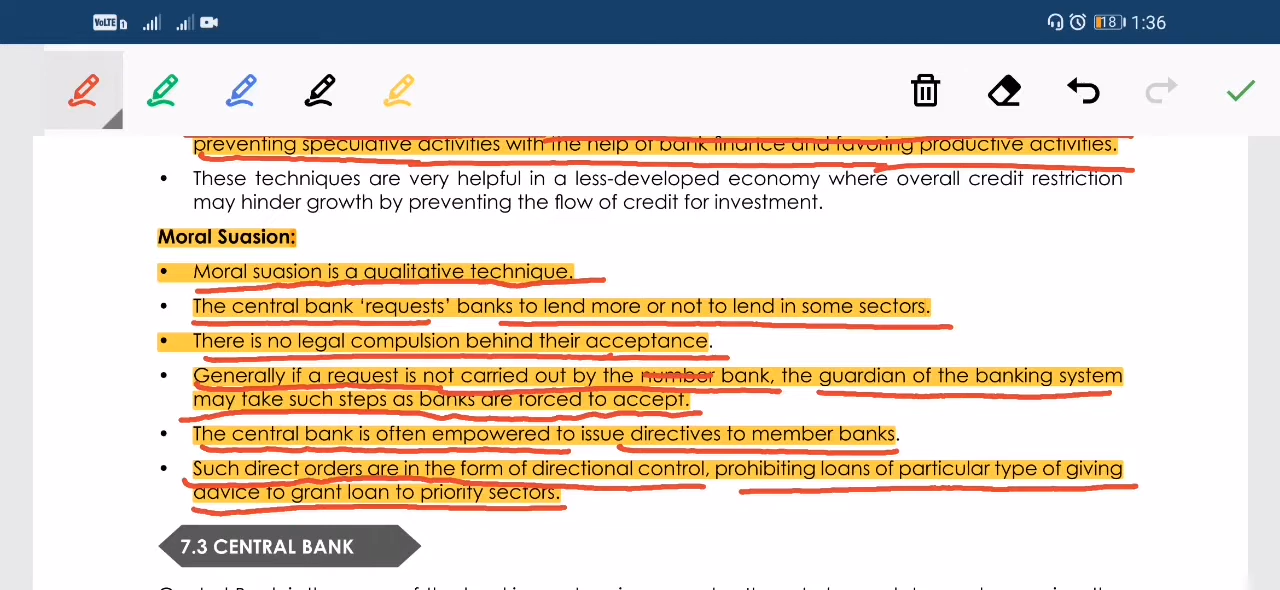 VoLTE 1 18 1:36
preventing speculative activities with the help of bank finance and favoring productive activities.
• These techniques are very helpful in a less-developed economy where overall credit restriction
may hinder growth by preventing the flow of credit for investment.
Moral Suasion:
• Moral suasion is a qualitative technique.
• The central bank ‘requests’ banks to lend more or not to lend in some sectors.
• There is no legal compulsion behind their acceptance.
• Generally if a request is not carried out by the number bank, the guardian of the banking system
may take such steps as banks are forced to accept.
• The central bank is often empowered to issue directives to member banks.
• Such direct orders are in the form of directional control, prohibiting loans of particular type of giving
advice to grant loan to priority sectors.
7.3 CENTRAL BANK